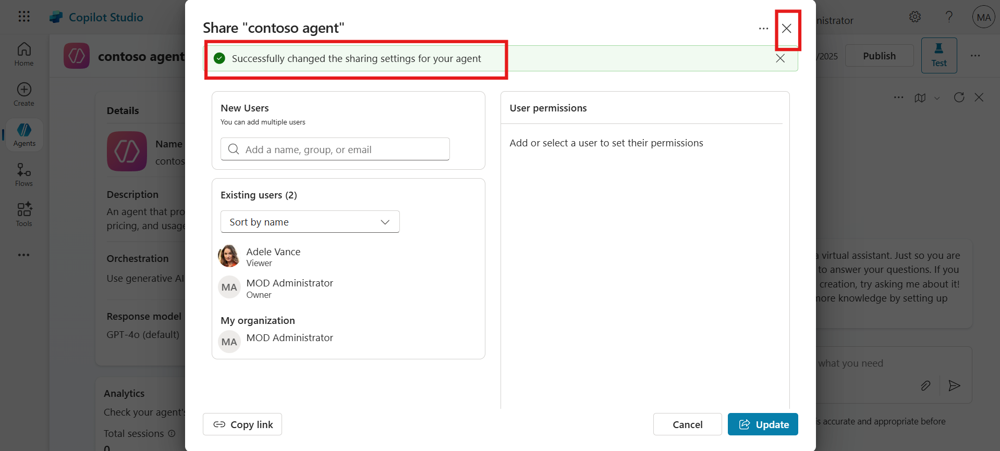 Copilot Studio
nistrator
MA
Home
Create
Agents
Flows
Tools
contoso agent
/2025
Publish
Test
Details
Name
contos
Description
An agent that pro
pricing, and usage
Orchestration
Use generative AI
Response model
GPT-4o (default)
Analytics
Check your agent's
Total sessions
0
Share "contoso agent"
Successfully changed the sharing settings for your agent
New Users
You can add multiple users
Add a name, group, or email
Existing users (2)
Sort by name
Adele Vance
Viewer
MA
MOD Administrator
Owner
My organization
MA
MOD Administrator
User permissions
Add or select a user to set their permissions
Copy link
Cancel
Update
a virtual assistant. Just so you are
to answer your questions. If you
creation, try asking me about it!
more knowledge by setting up
what you need
is accurate and appropriate before